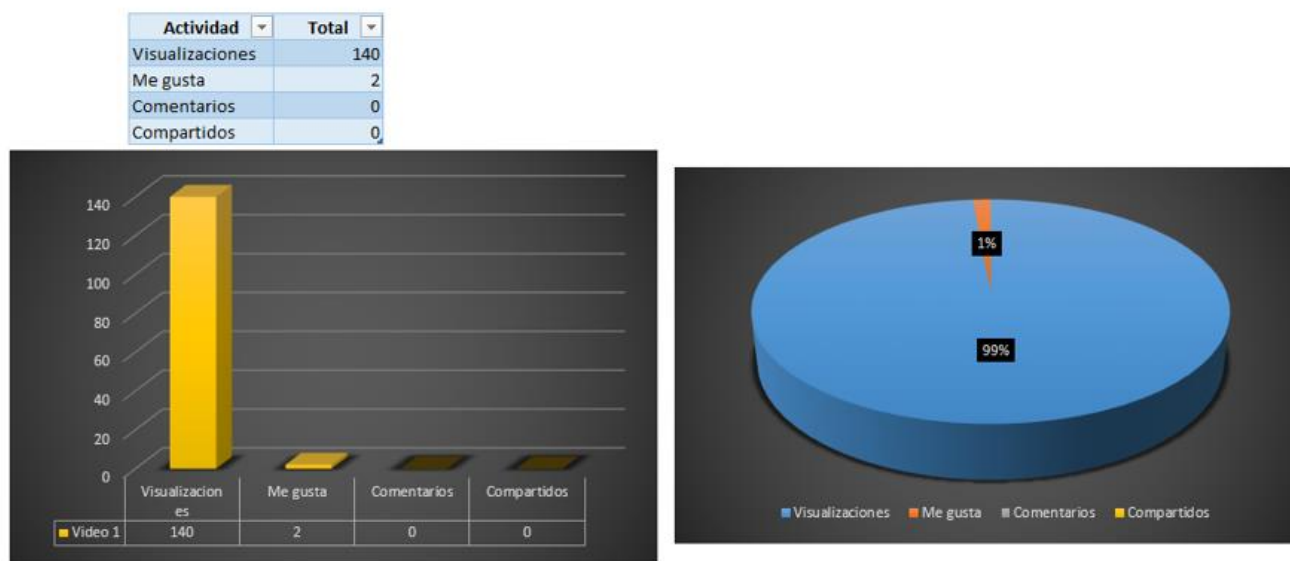 Actividad Total
Visualizaciones 140
Me gusta 2
Comentarios 0
Compartidos 0
140
120
100
80
60
40
20
0
Visualizacion
es
Me gusta Comentarios Compartidos
Video 1 140 2 0 0
1%
99%
Visualizaciones Me gusta Comentarios Compartidos